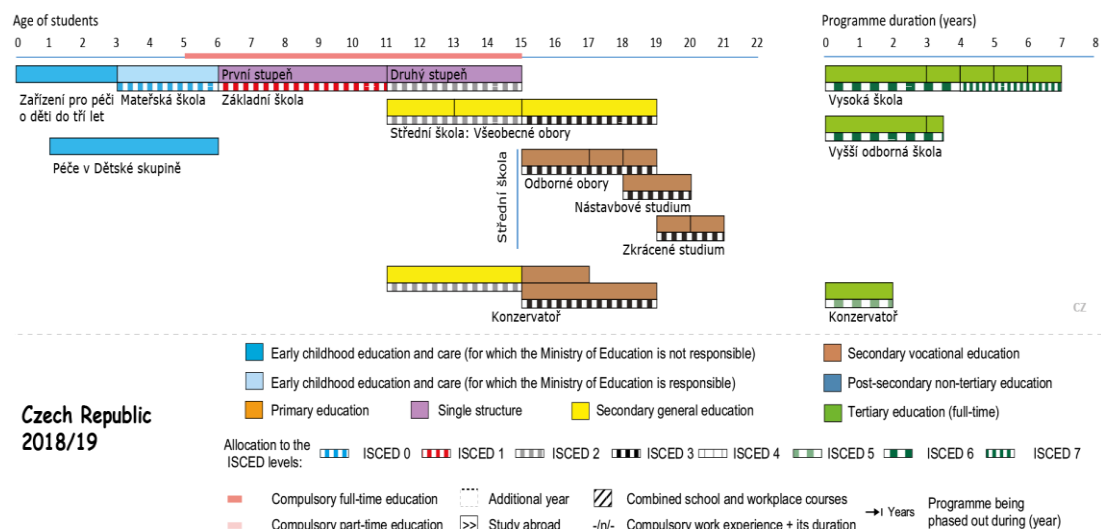 Age of students
Programme duration (years)
0 1 2 3 4 5 6 7 8 9 10 11 12 13 14 15 16 17 18 19 20 21 22
0 1 2 3 4 5 6 7 8
První stupeň
Druhý stupeň
Zařízení pro péči
o děti do tří let
Mateřská škola
Základní škola
Vysoká škola
Střední škola: Všeobecné obory
Vyšší odborná škola
Péče v Dětské skupině
Střední škola
Odborné obory
Nástavbové studium
Zkrácené studium
Konzervatoř
Konzervatoř
CZ
Early childhood education and care (for which the Ministry of Education is not responsible)
Secondary vocational education
Early childhood education and care (for which the Ministry of Education is responsible)
Post-secondary non-tertiary education
Primary education
Single structure
Secondary general education
Tertiary education (full-time)
Czech Republic
2018/19
Allocation to the
ISCED levels:
ISCED 0
ISCED 1
ISCED 2
ISCED 3
ISCED 4
ISCED 5
ISCED 6
ISCED 7
Compulsory full-time education
Additional year
Combined school and workplace courses
Compulsory part-time education
>> Study abroad
-/n/- Compulsory work experience + its duration
Years
Programme being
phased out during (year)